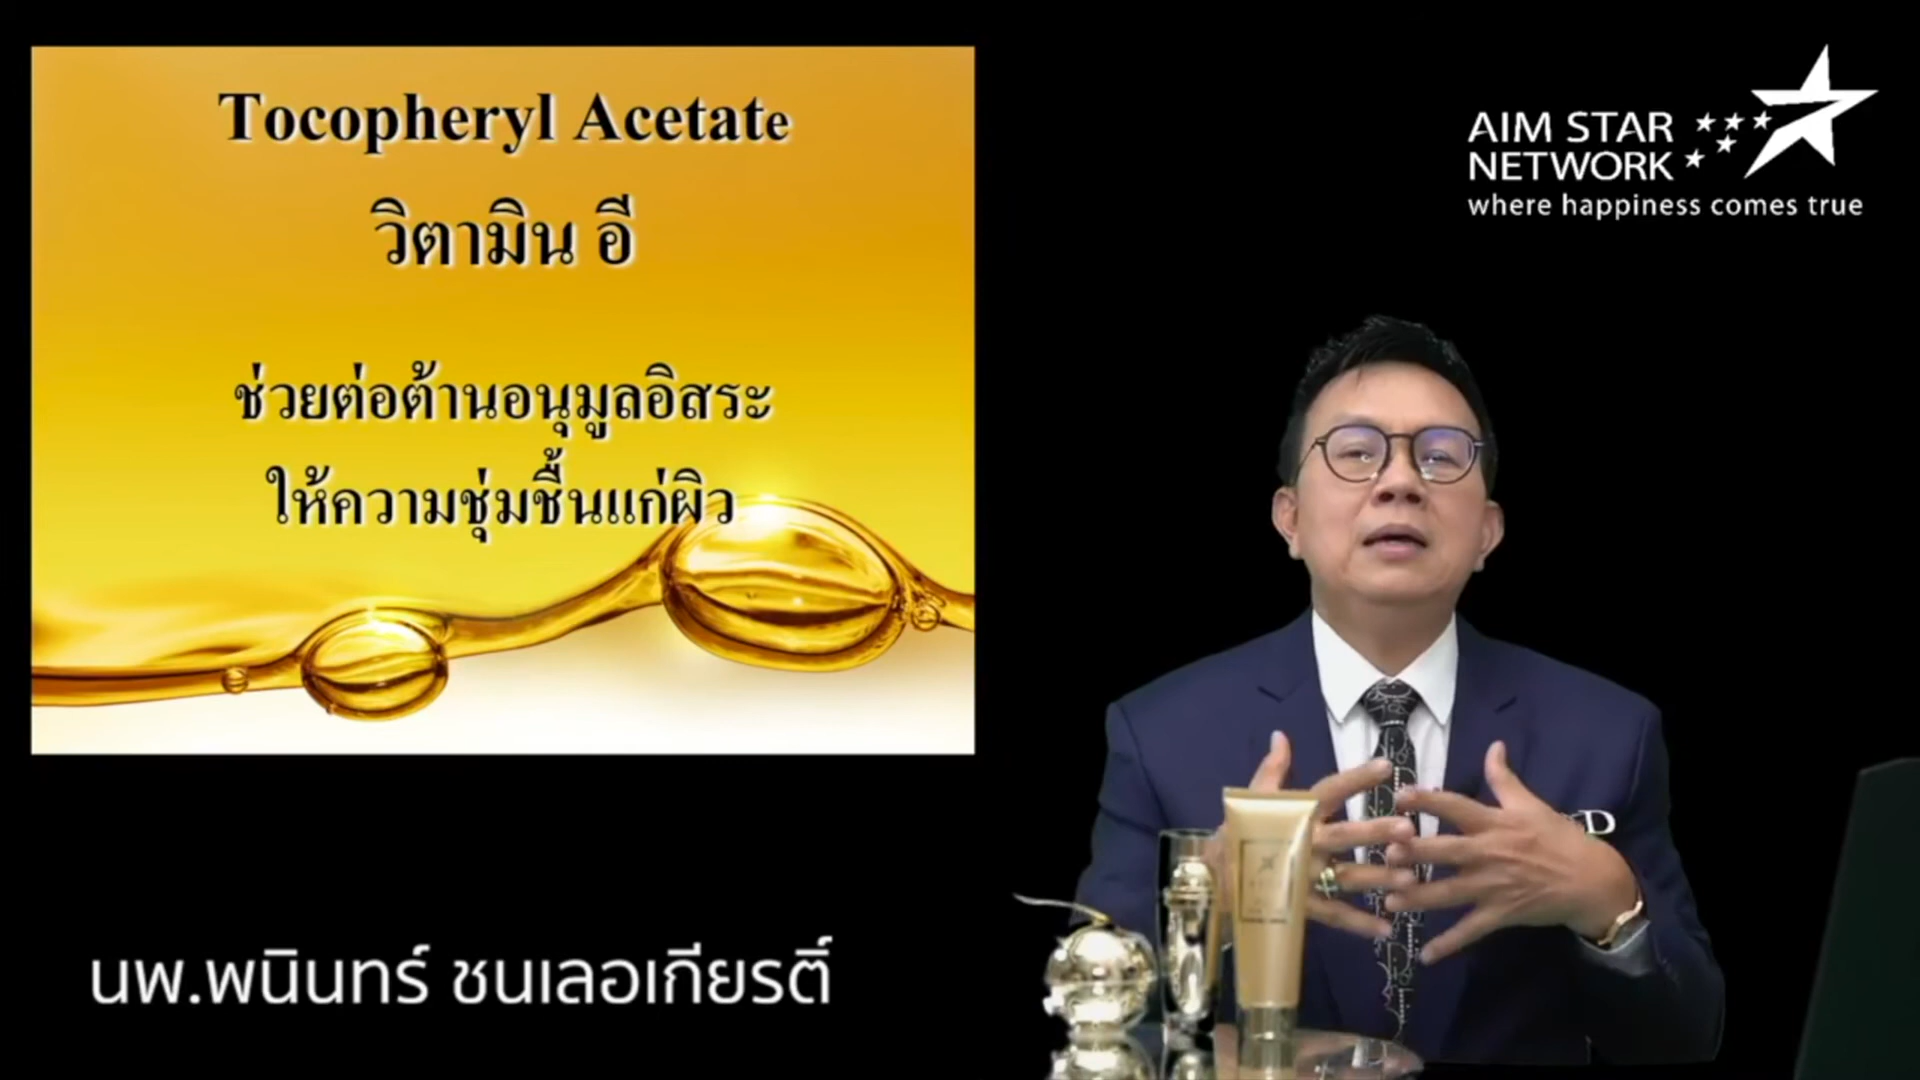 Tocopheryl Acetate
วิตามิน อี
ช่วยต่อต้านอนุมูลอิสระ
ให้ความชุ่มชื้นแก่ผิว
AIM STAR
NETWORK
where happiness comes true
นพ.พนินทร์ ชนเลอเกียรติ์